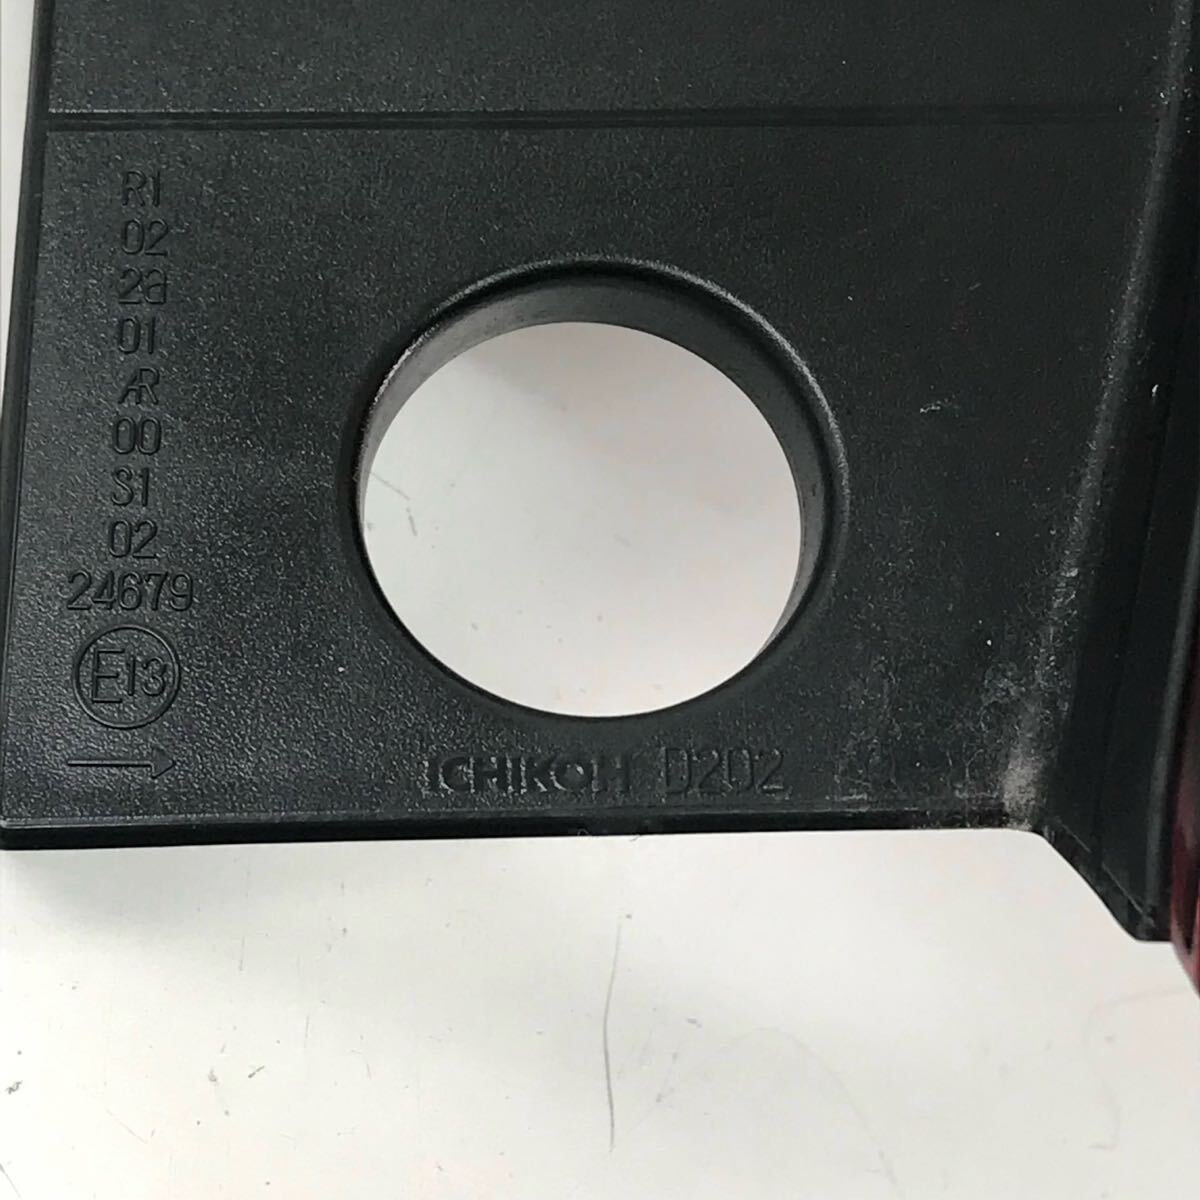 R1
02
2a
01
AR
00
S1
02
24679
E13
ICHIKOH D202